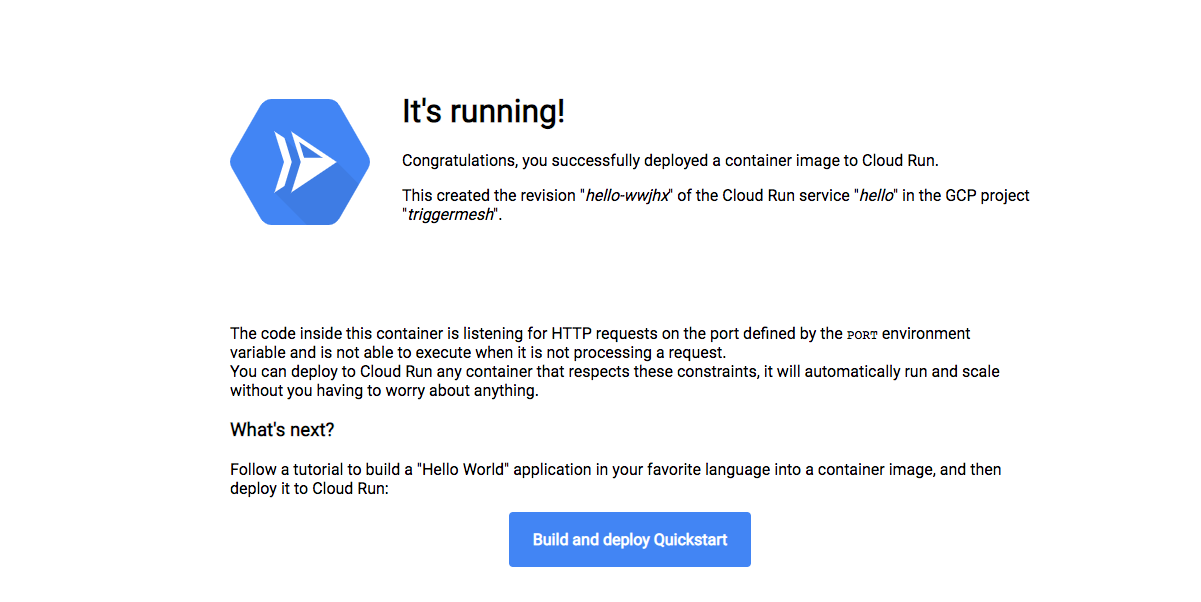 It's running!
Congratulations, you successfully deployed a container image to Cloud Run.
This created the revision "hello-wwjhx" of the Cloud Run service "hello" in the GCP project
"triggermesh".
The code inside this container is listening for HTTP requests on the port defined by the PORT environment
variable and is not able to execute when it is not processing a request.
You can deploy to Cloud Run any container that respects these constraints, it will automatically run and scale
without you having to worry about anything.
What's next?
Follow a tutorial to build a "Hello World" application in your favorite language into a container image, and then
deploy it to Cloud Run:
Build and deploy Quickstart